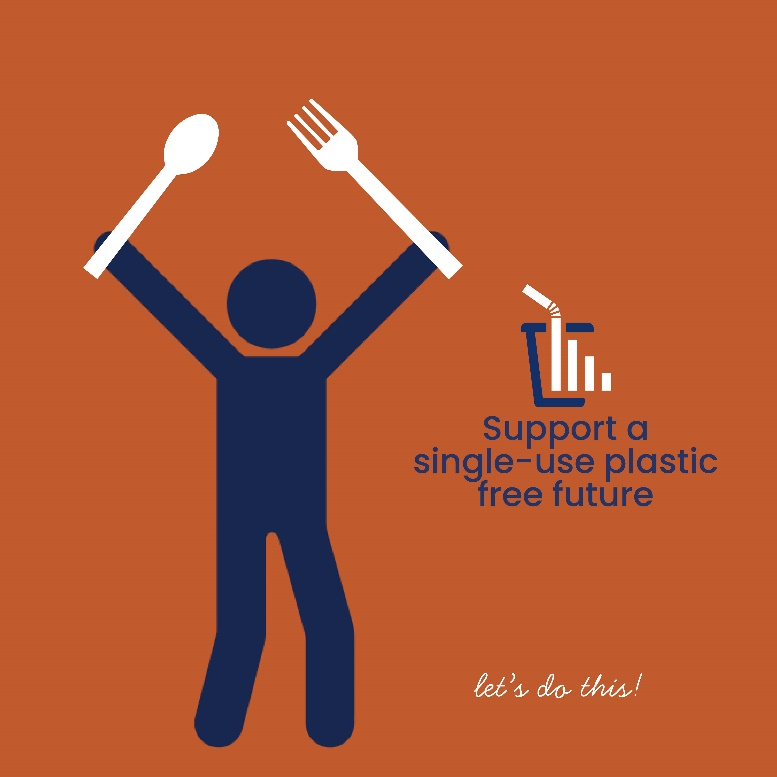 Support a
single-use plastic
free future
let's do this!